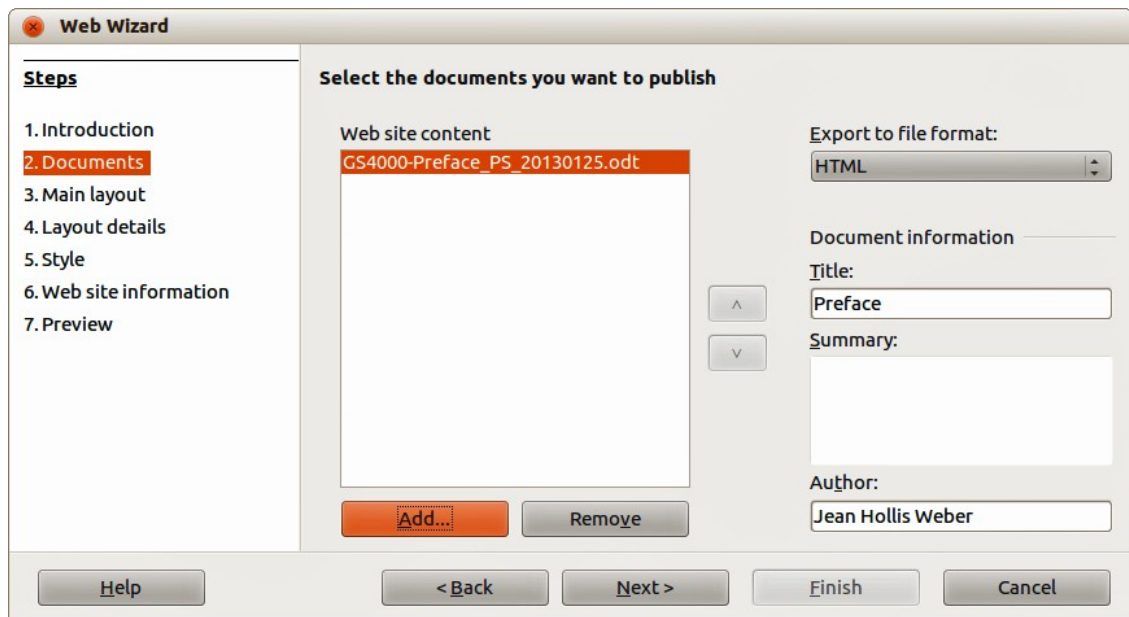 Web Wizard
Steps
1. Introduction
2. Documents
3. Main layout
4. Layout details
5. Style
6. Web site information
7. Preview
Select the documents you want to publish
Web site content
GS4000-Preface_PS_20130125.odt
Add...
Remove
Export to file format:
HTML
Document information
Title:
Preface
Summary:
Author:
Jean Hollis Weber
Help
< Back
Next >
Finish
Cancel